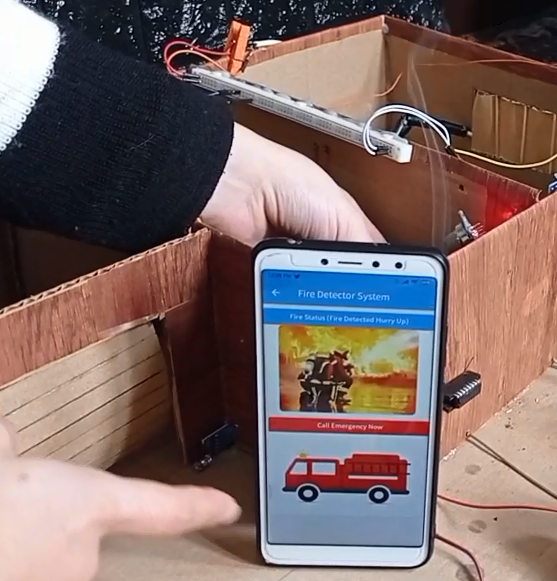 Fire Detector System
Fire Status (Fire Detected Hurry Up)
Call Emergency Now